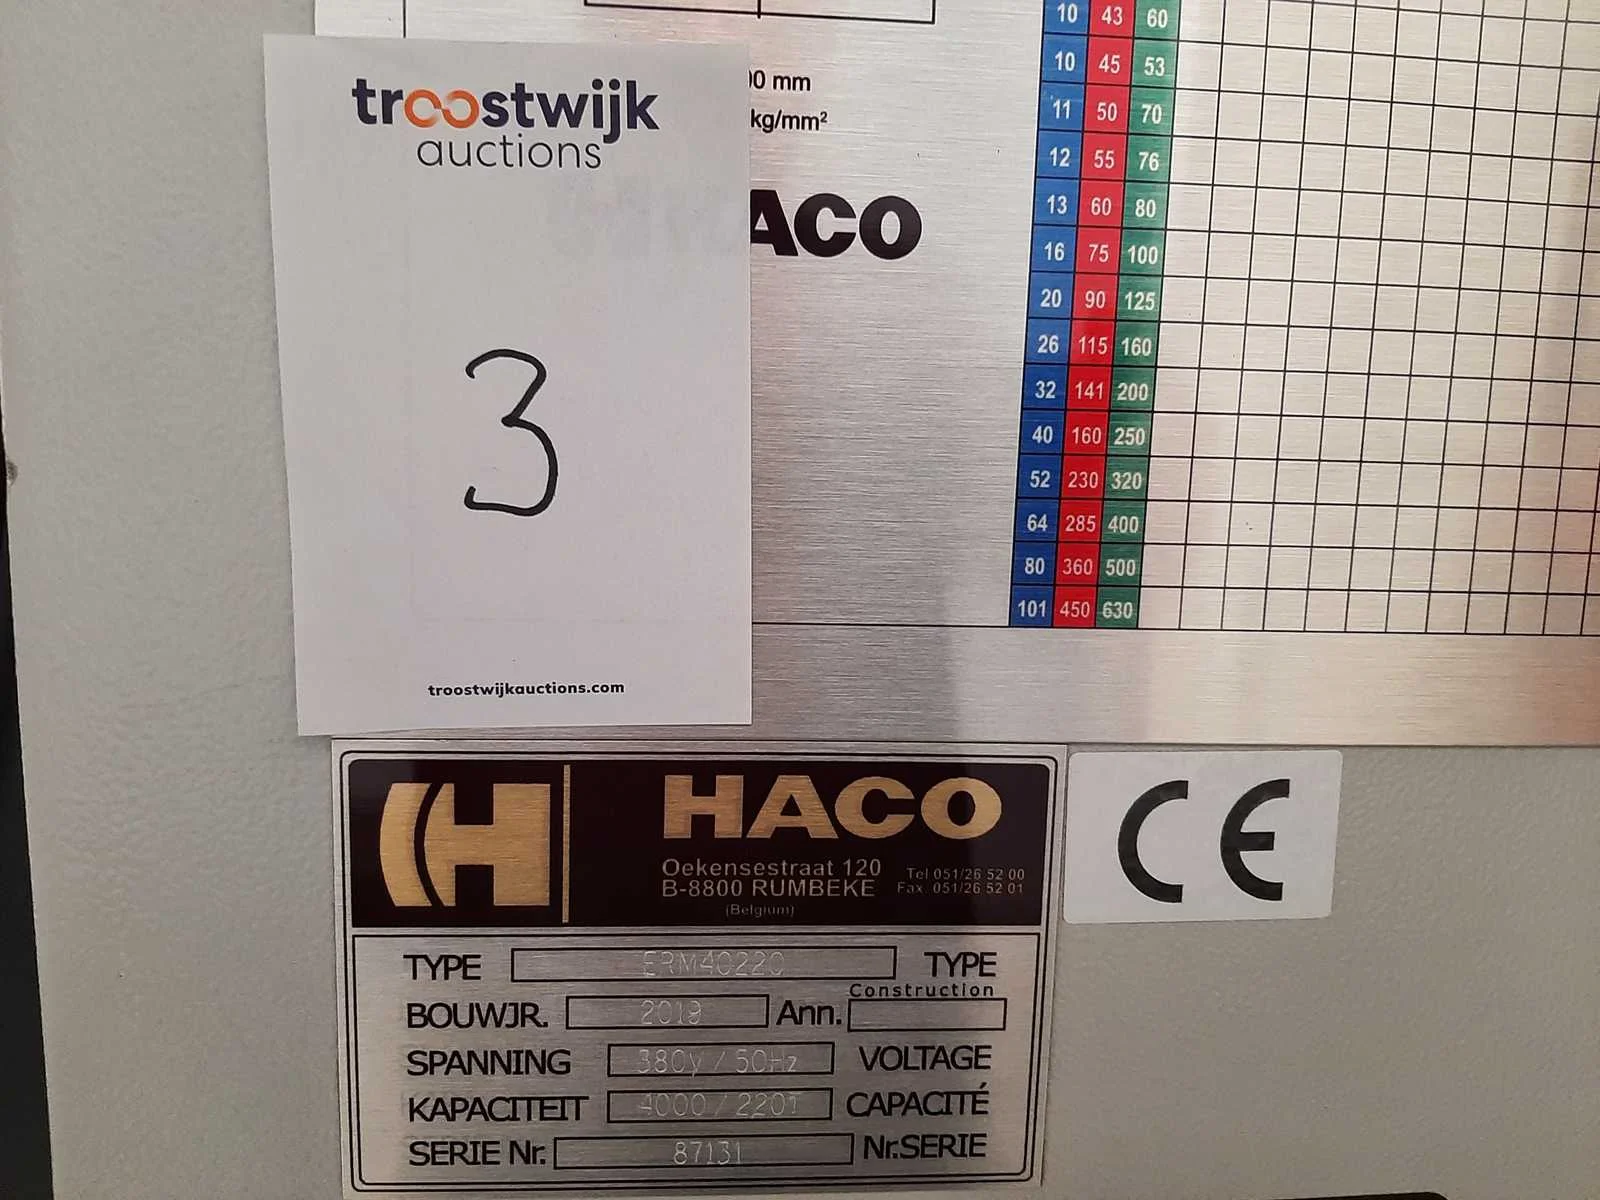 troostwijk
auctions
3
troostwijkauctions.com
0 mm
kg/mm²
ACO
10 43 60
10 45 53
11 50 70
12 55 76
13 60 80
16 75 100
20 90 125
26 115 160
32 141 200
40 160 250
52 230 320
64 285 400
80 360 500
101 450 630
H HACO
Oekensestraat 120 Tel 051/26 52 00
B-8800 RUMBEKE Fax 051/26 52 01
(Belgium)
CE
TYPE ERM40220 TYPE
Construction
BOUWJR. 2019 Ann.
SPANNING 380V / 50Hz VOLTAGE
KAPACITEIT 4000 / 220T CAPACITÉ
SERIE Nr. 87131 Nr.SERIE